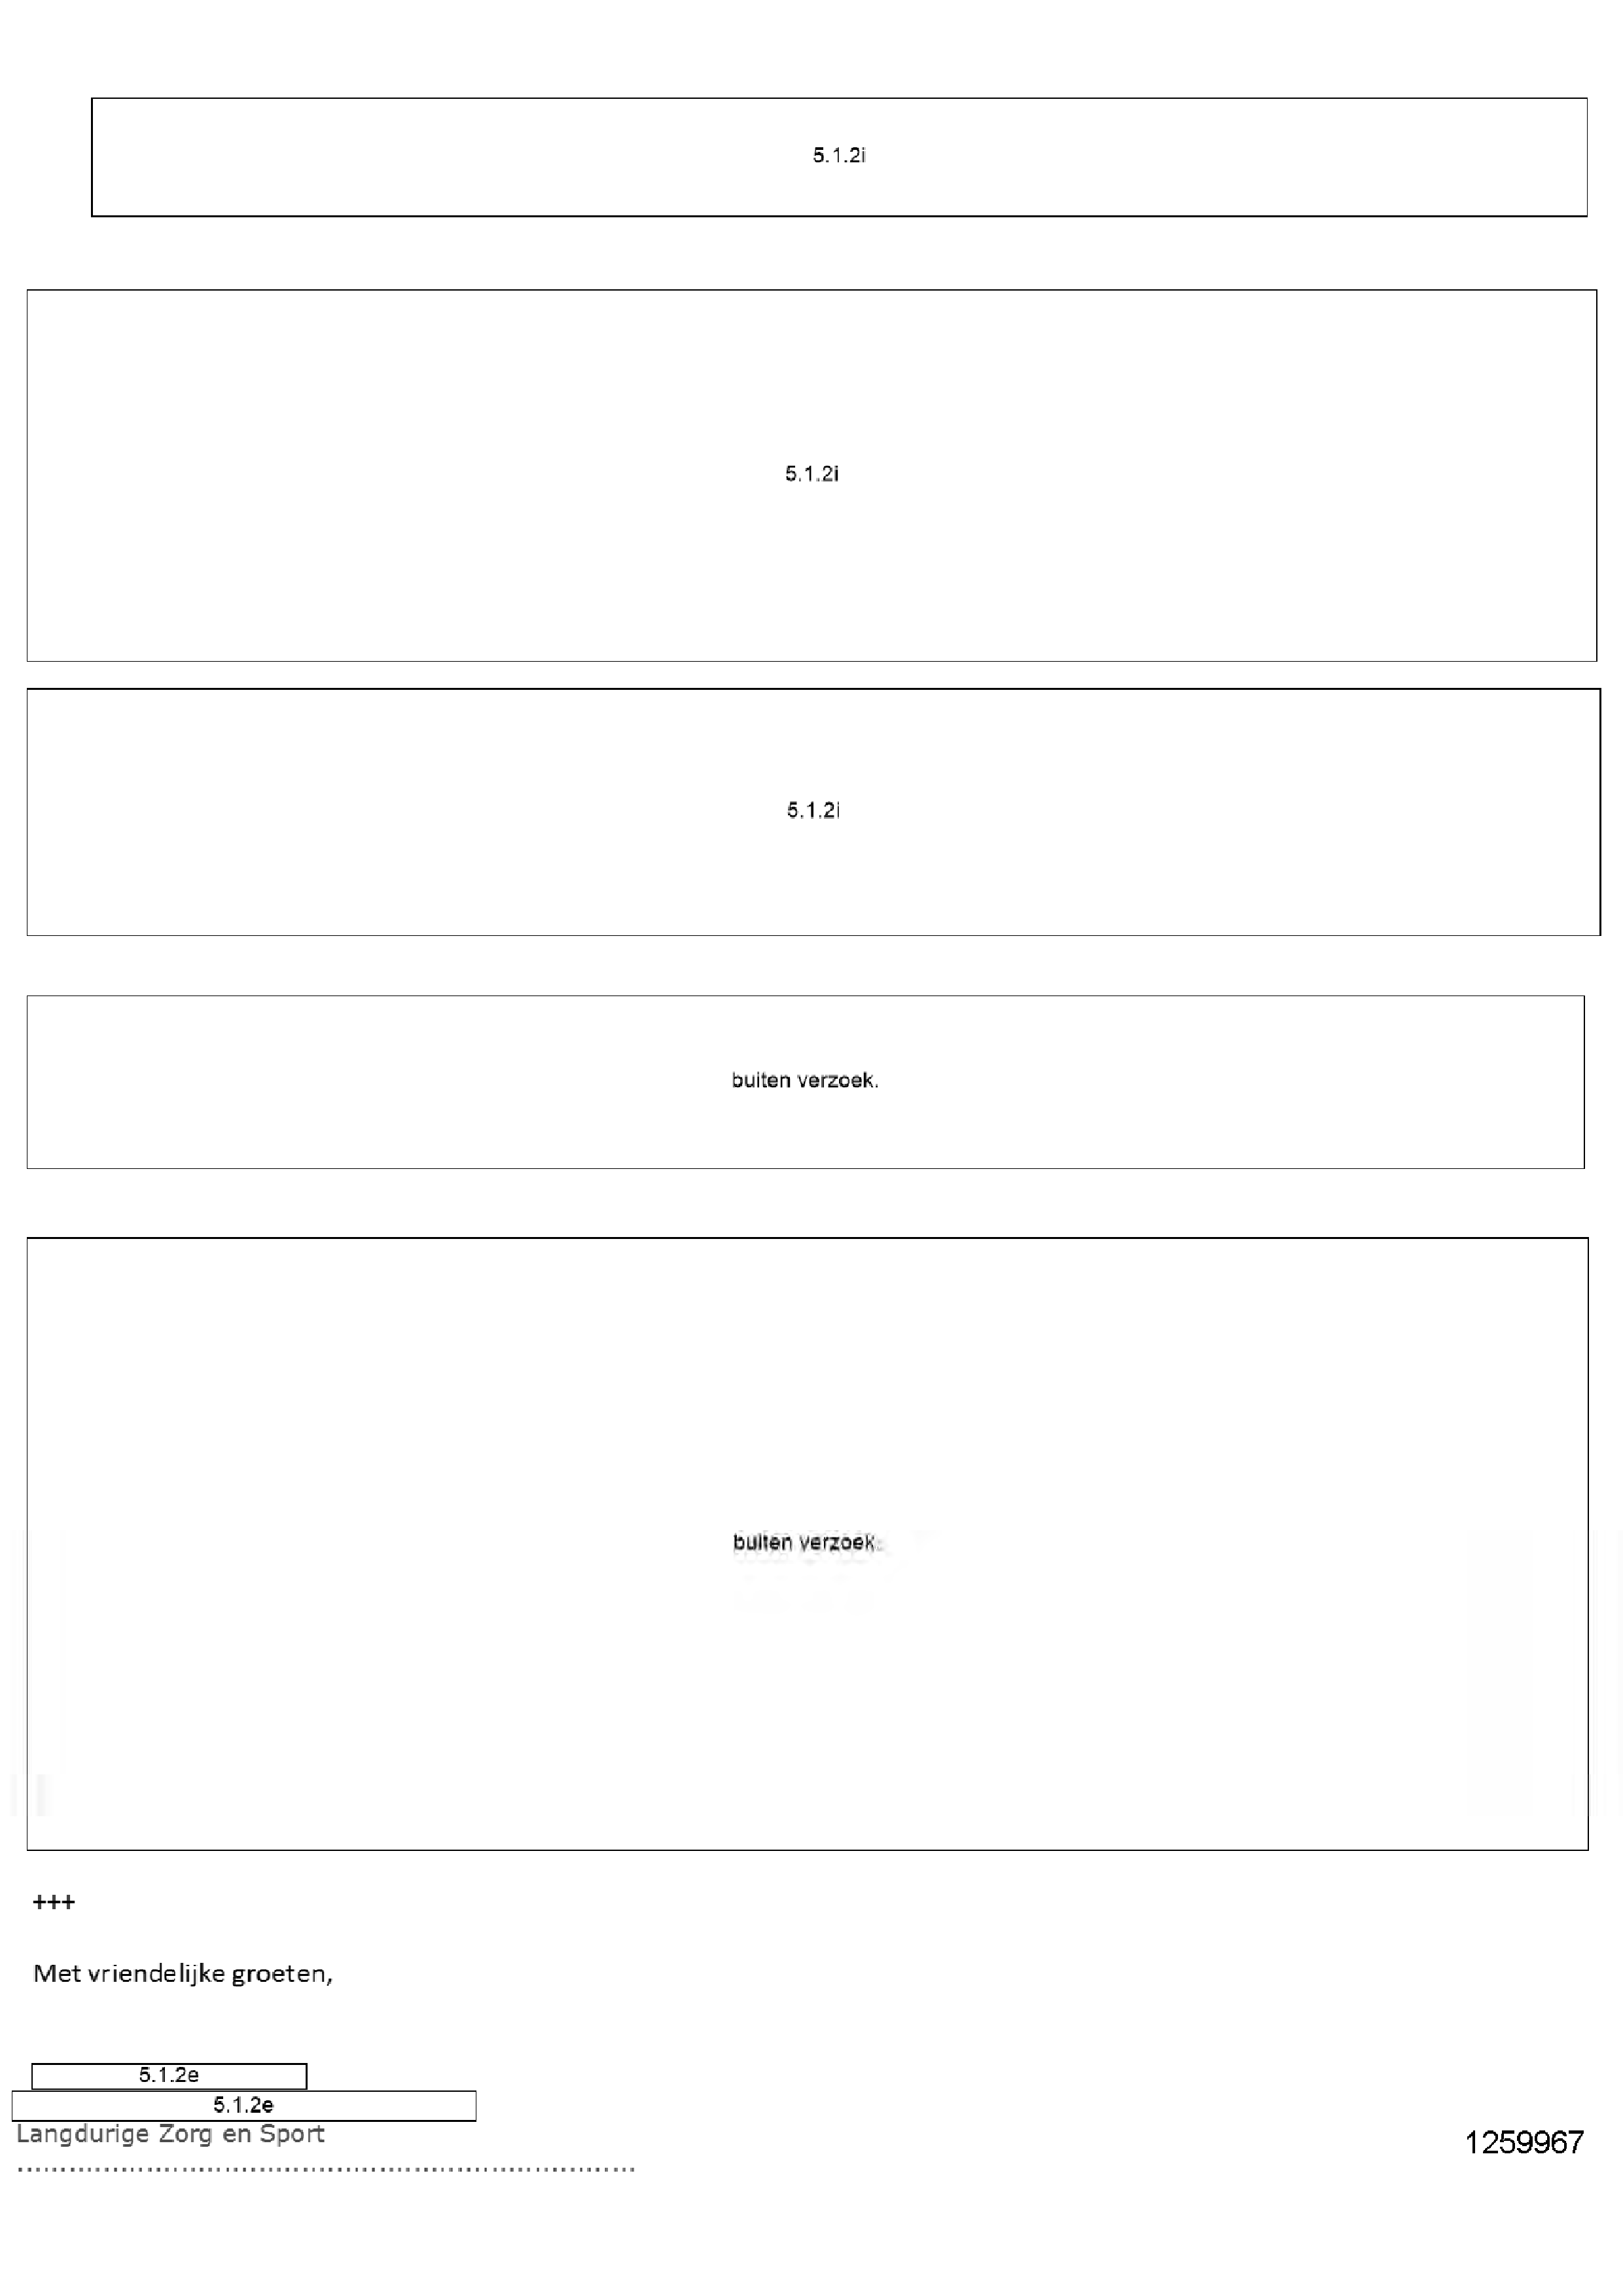 5.1.2i
5.1.2i
5.1.2i
buiten verzoek.
buiten verzoek.
+++
Met vriendelijke groeten,
5.1.2e
5.1.2e
Langdurige Zorg en Sport
1259967
......................................................................